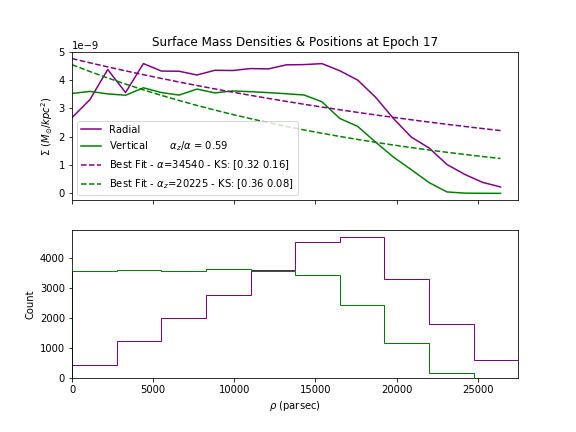 Surface Mass Densities & Positions at Epoch 17
1e−9
5
4
3
2
1
0
Σ (M⊙/kpc²)
Radial
Vertical α_z/α = 0.59
Best Fit - α=34540 - KS: [0.32 0.16]
Best Fit - α_z=20225 - KS: [0.36 0.08]
4000
3000
2000
1000
0
Count
0 5000 10000 15000 20000 25000
ρ (parsec)